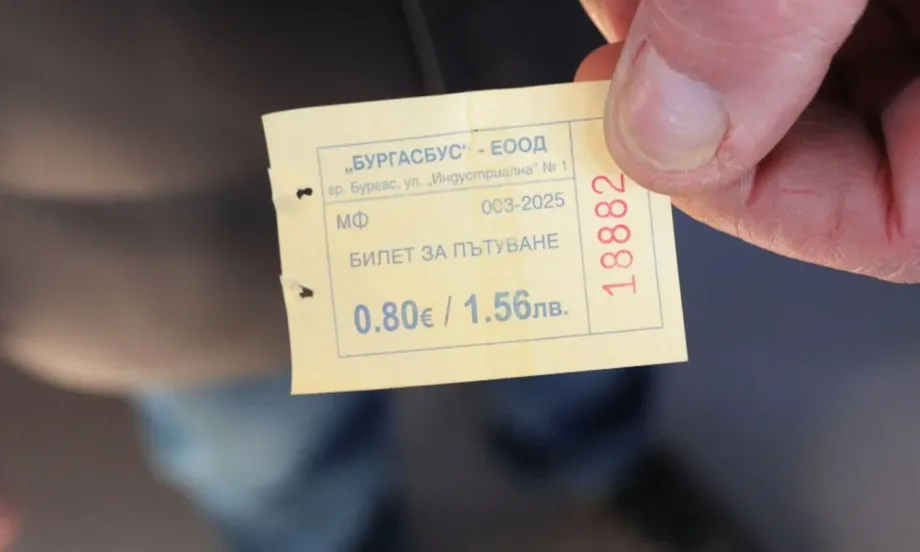 „БУРГАСБУС" - ЕООД
гр. Бургас, ул. „Индустриална" № 1
МФ 003-2025
БИЛЕТ ЗА ПЪТУВАНЕ
0.80€ / 1.56лв.
18882